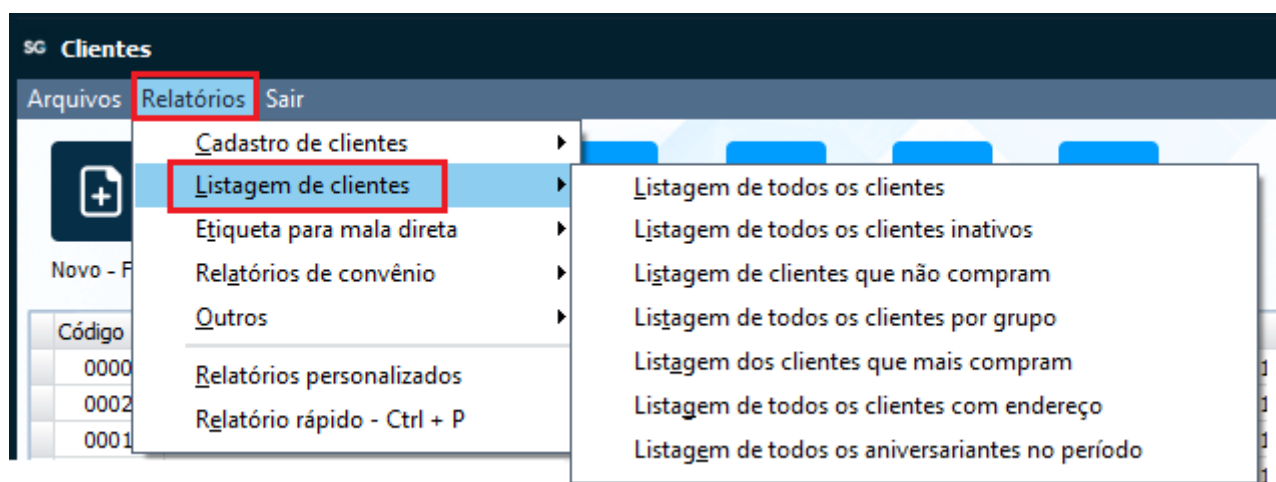 SG Clientes
Arquivos Relatórios Sair
Cadastro de clientes
Listagem de clientes
Etiqueta para mala direta
Relatórios de convênio
Outros
Relatórios personalizados
Relatório rápido - Ctrl + P
Listagem de todos os clientes
Listagem de todos os clientes inativos
Listagem de clientes que não compram
Listagem de todos os clientes por grupo
Listagem dos clientes que mais compram
Listagem de todos os clientes com endereço
Listagem de todos os aniversariantes no período
Novo - F
Código
0000
0002
0001